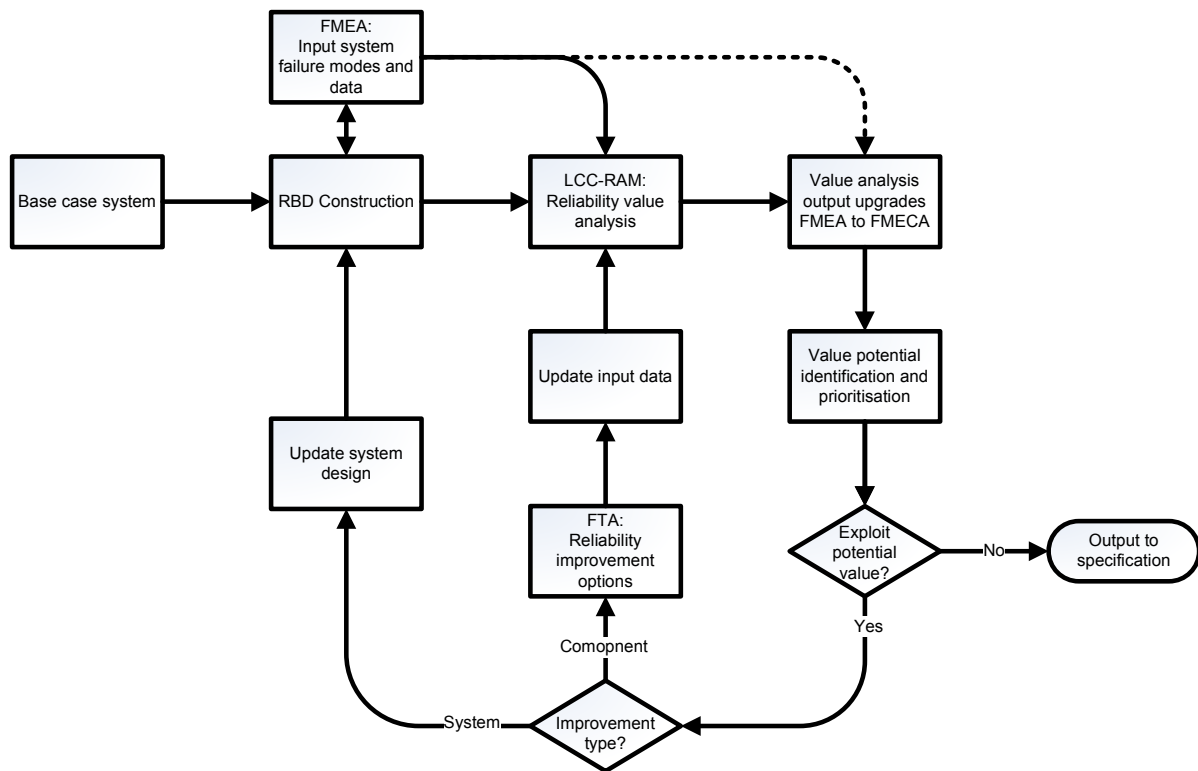 FMEA:
Input system
failure modes and
data
Base case system
RBD Construction
LCC-RAM:
Reliability value
analysis
Value analysis
output upgrades
FMEA to FMECA
Update input data
Value potential
identification and
prioritisation
Update system
design
FTA:
Reliability
improvement
options
Exploit
potential
value?
No
Output to
specification
Yes
Comopnent
System
Improvement
type?